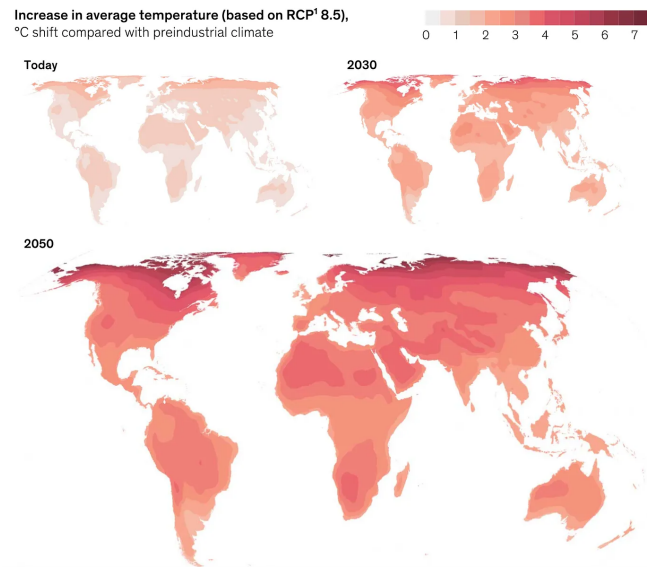 Increase in average temperature (based on RCP¹ 8.5),
°C shift compared with preindustrial climate
0 1 2 3 4 5 6 7
Today
2030
2050